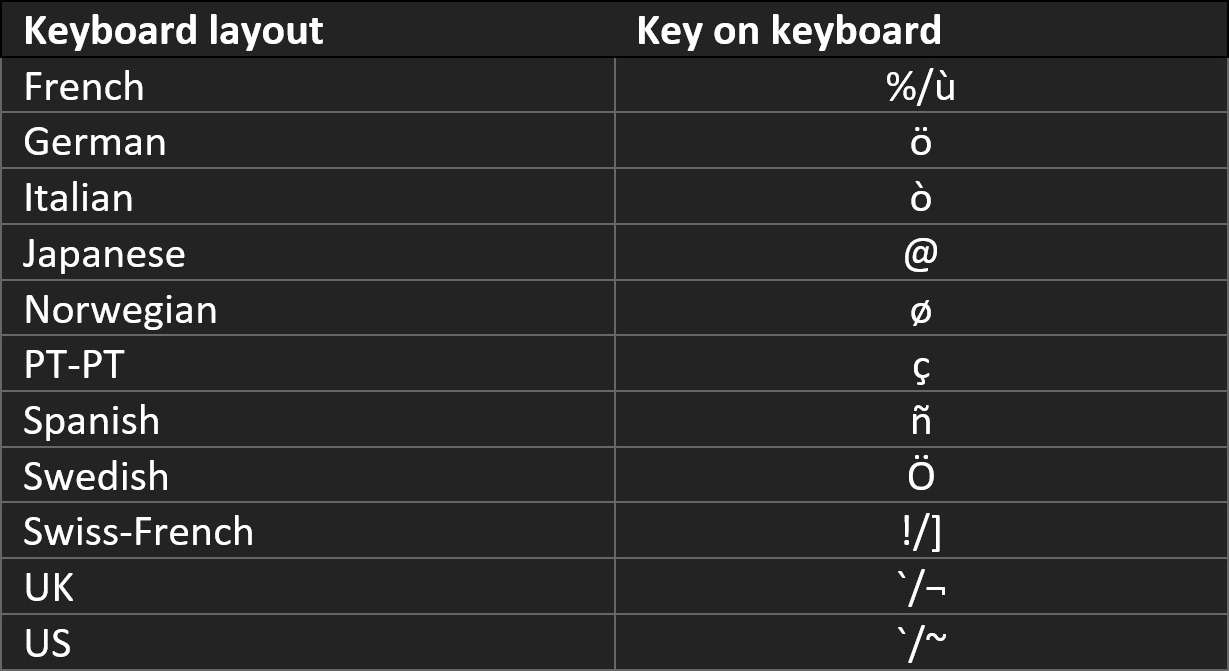 Keyboard layout Key on keyboard
French %/ù
German ö
Italian ò
Japanese @
Norwegian ø
PT-PT ç
Spanish ñ
Swedish Ö
Swiss-French !/]
UK `/¬
US `/~